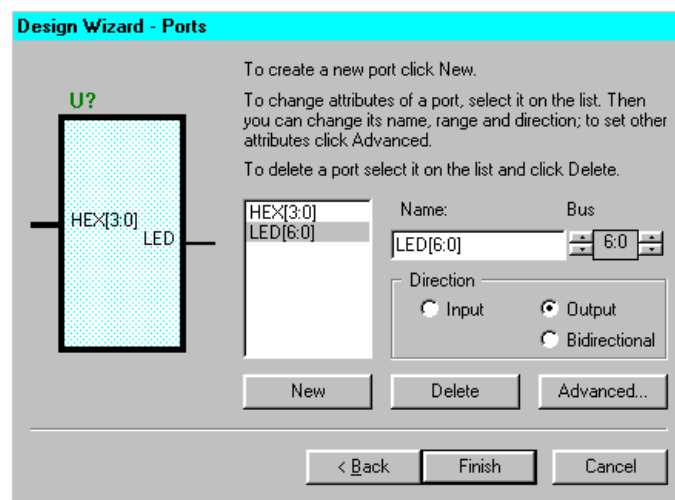 Design Wizard - Ports
To create a new port click New.
U?
To change attributes of a port, select it on the list. Then
you can change its name, range and direction; to set other
attributes click Advanced.
To delete a port select it on the list and click Delete.
HEX[3:0]
LED
HEX[3:0]
LED[6:0]
Name:
Bus
LED[6:0]
6:0
Direction
Input
Output
Bidirectional
New
Delete
Advanced...
< Back
Finish
Cancel